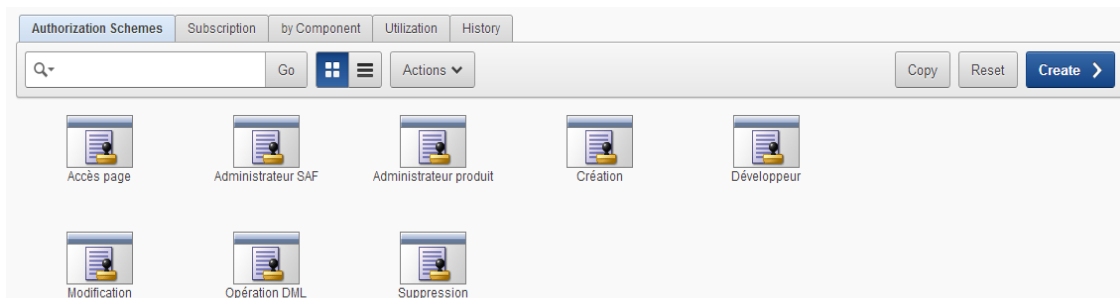 Authorization Schemes Subscription by Component Utilization History
Go Actions Copy Reset Create
Accès page Administrateur SAF Administrateur produit Création Développeur
Modification Opération DML Suppression